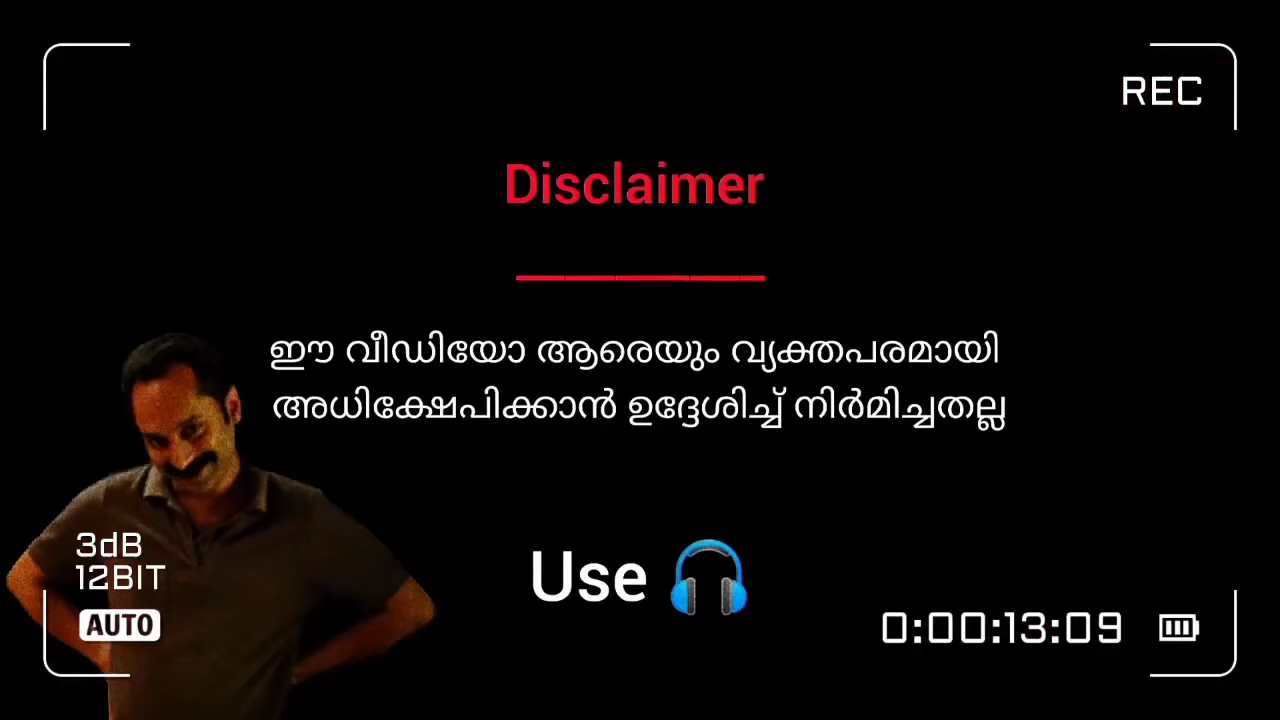 REC
Disclaimer
ഈ വീഡിയോ ആരെയും വ്യക്തപരമായി
അധിക്ഷേപിക്കാൻ ഉദ്ദേശിച്ച് നിർമിച്ചതല്ല
3dB
12BIT
AUTO
Use
0:00:13:09